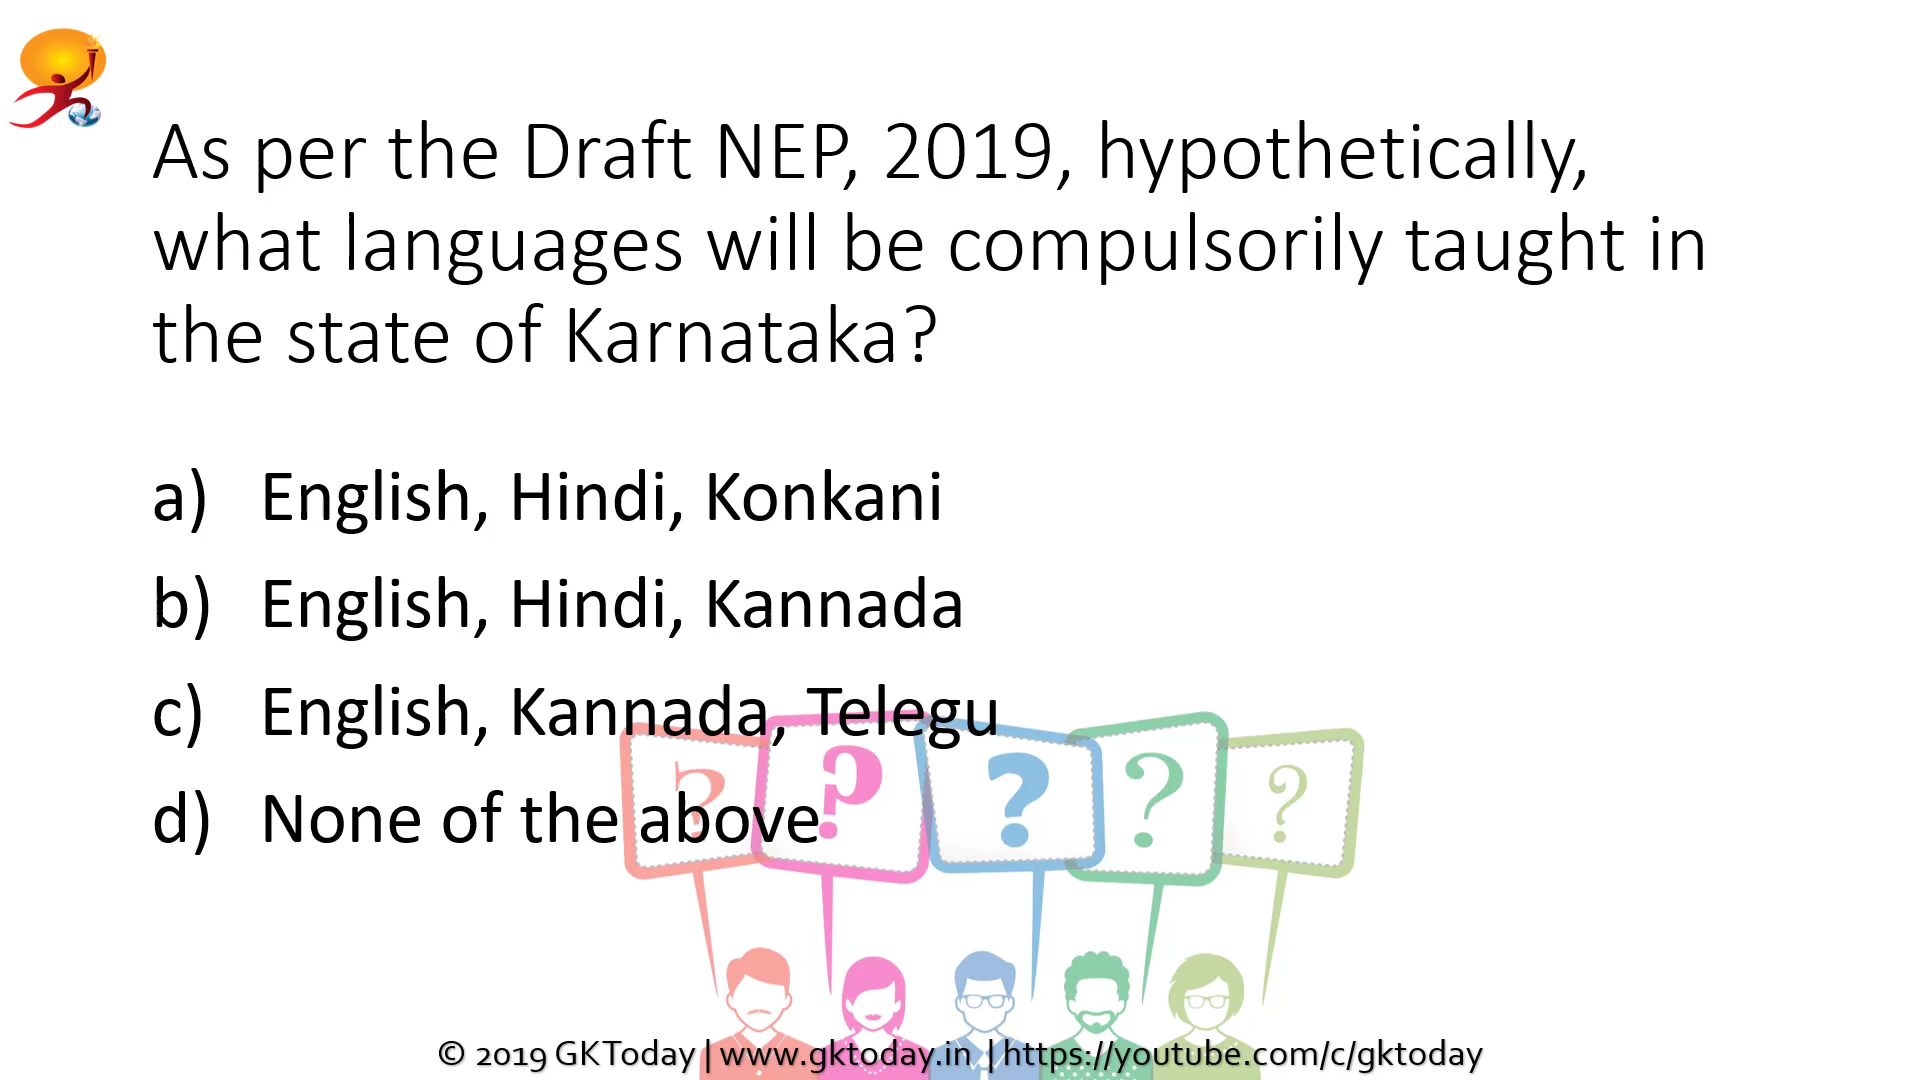 As per the Draft NEP, 2019, hypothetically,
what languages will be compulsorily taught in
the state of Karnataka?
a) English, Hindi, Konkani
b) English, Hindi, Kannada
c) English, Kannada, Telegu
d) None of the above
? ? ? ? ?
© 2019 GKToday | www.gktoday.in | https://youtube.com/c/gktoday